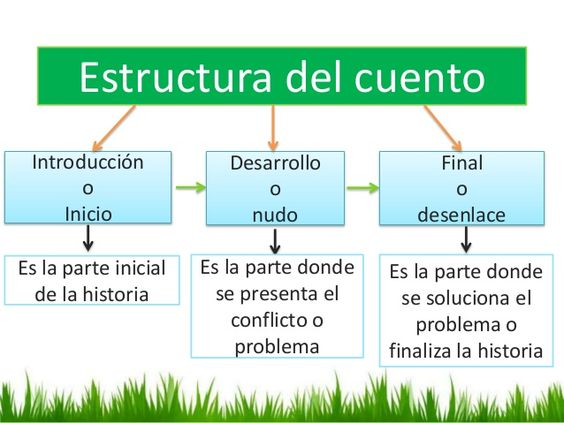 Estructura del cuento
Introducción
o
Inicio
Desarrollo
o
nudo
Final
o
desenlace
Es la parte inicial
de la historia
Es la parte donde
se presenta el
conflicto o
problema
Es la parte donde
se soluciona el
problema o
finaliza la historia